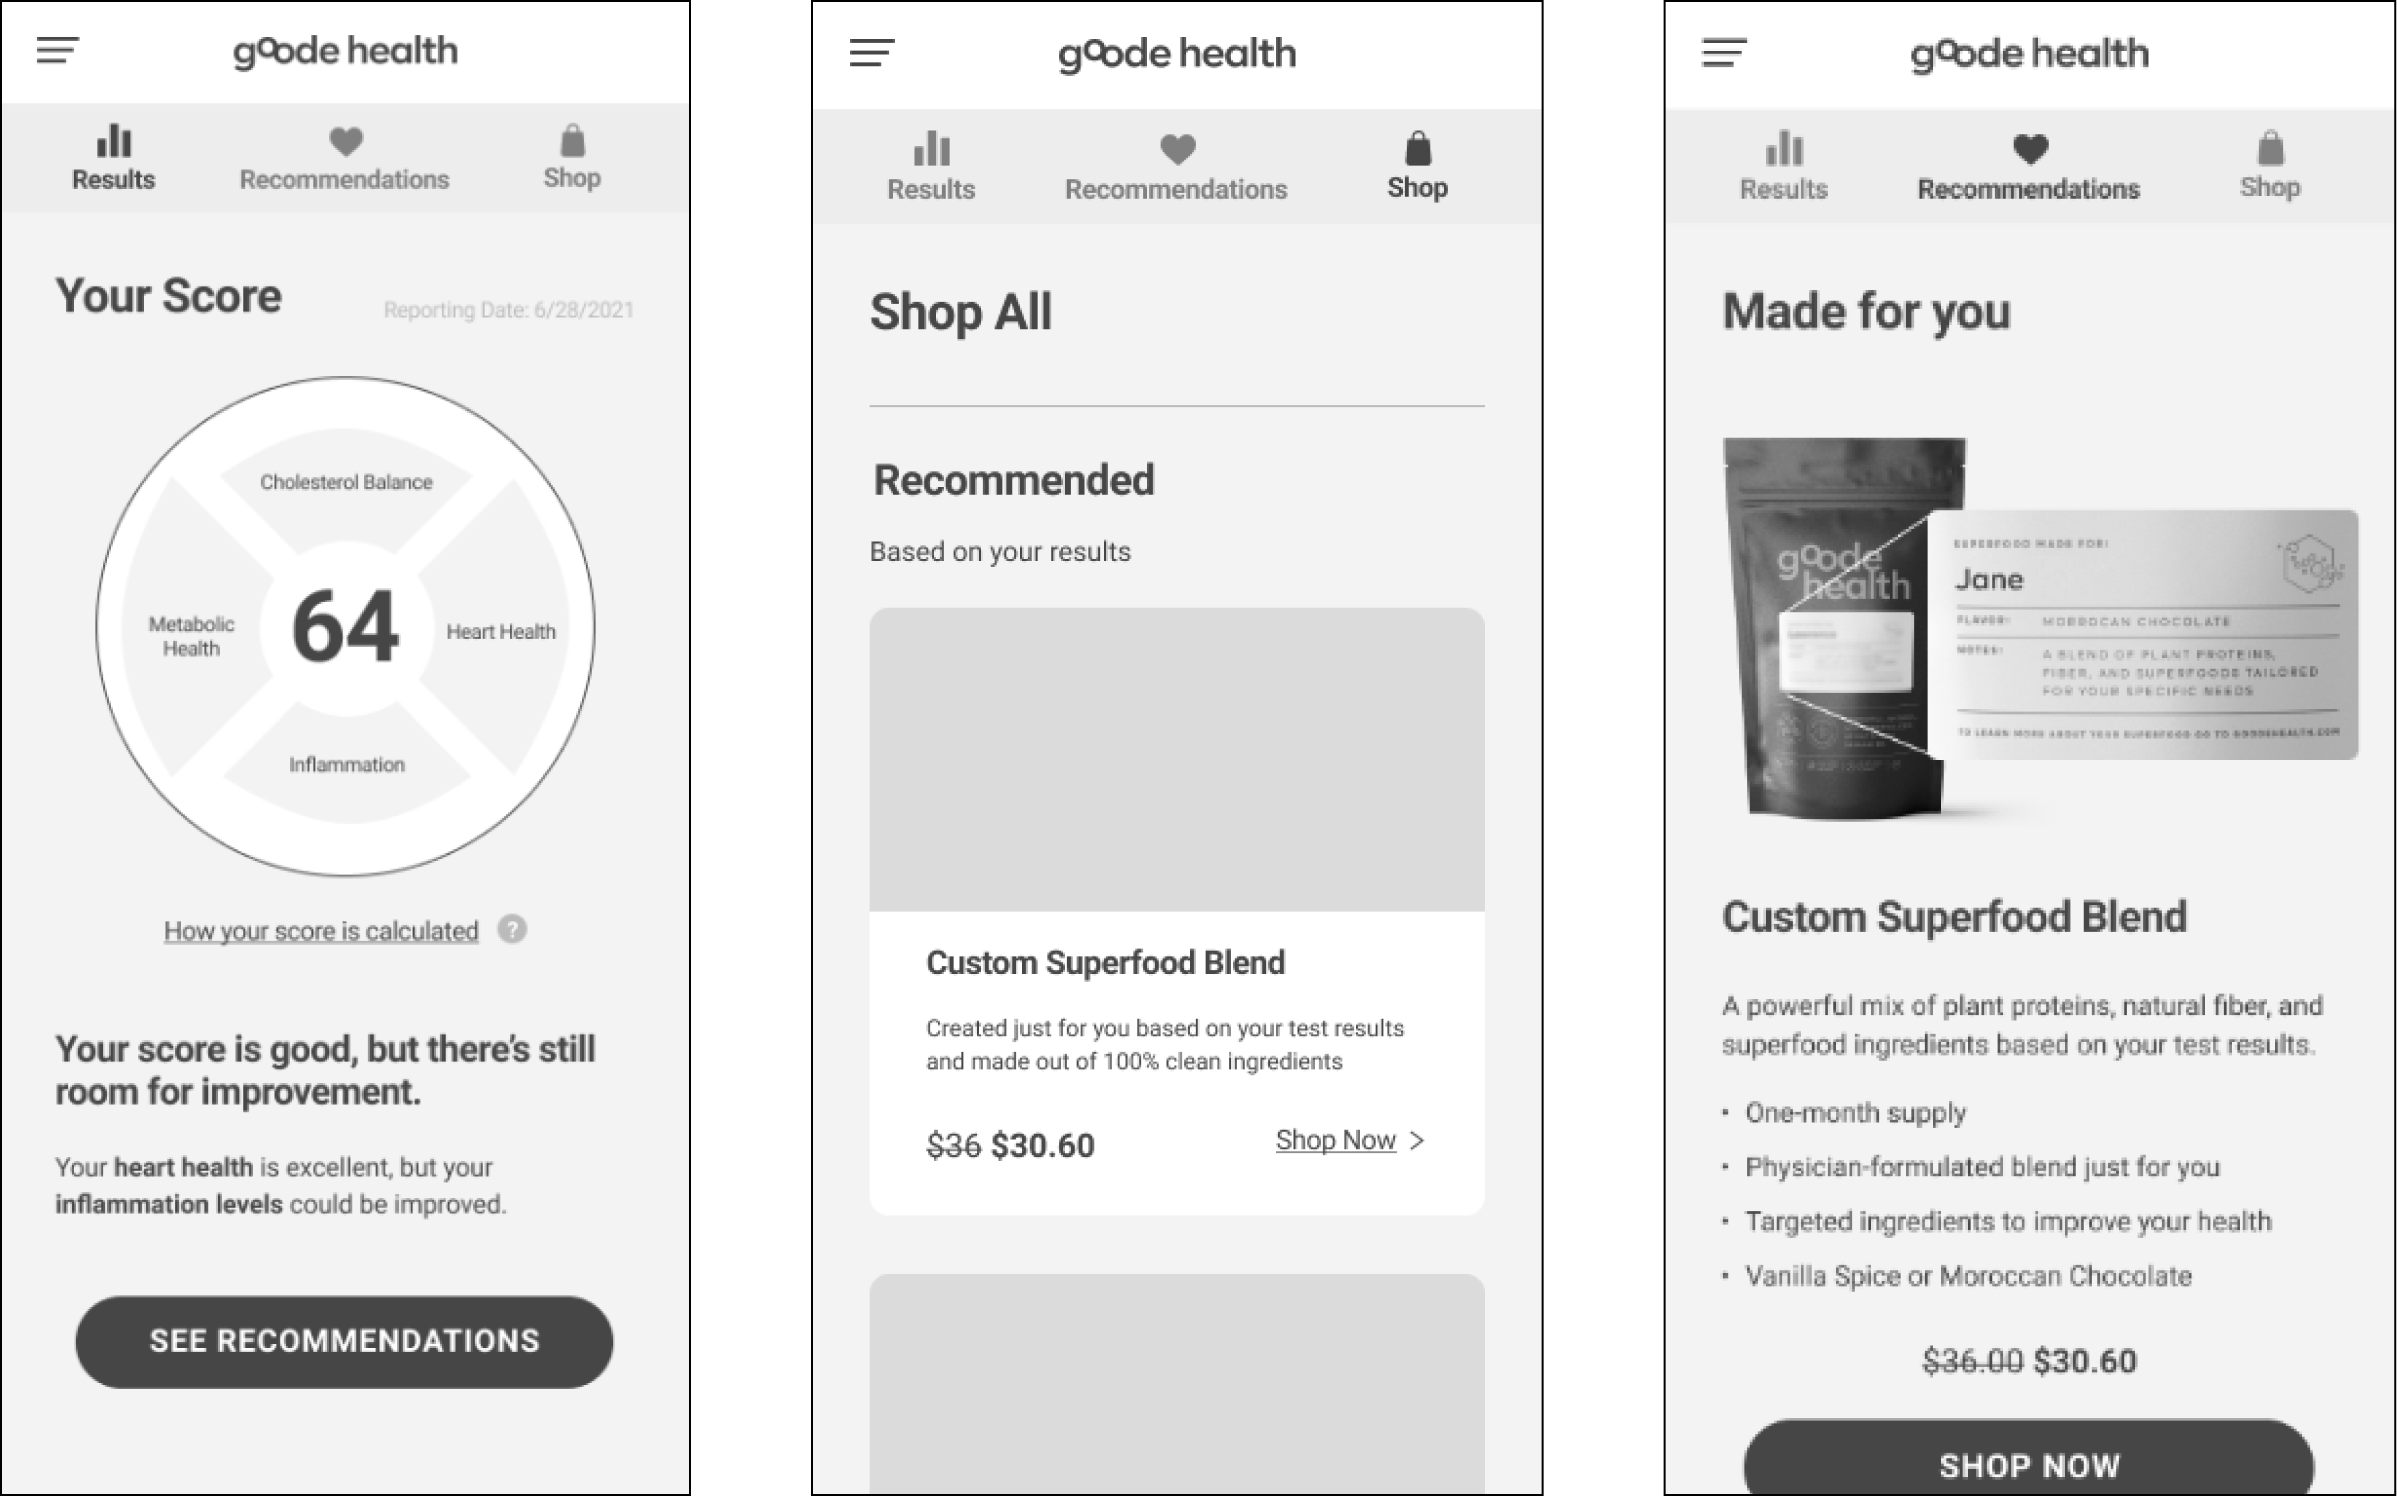 goode health
Results
Recommendations
Shop
Your Score
Reporting Date: 6/28/2021
Cholesterol Balance
Metabolic
Health
64
Heart Health
Inflammation
How your score is calculated ?
Your score is good, but there's still
room for improvement.
Your heart health is excellent, but your
inflammation levels could be improved.
SEE RECOMMENDATIONS
goode health
Results
Recommendations
Shop
Shop All
Recommended
Based on your results
Custom Superfood Blend
Created just for you based on your test results
and made out of 100% clean ingredients
$36 $30.60
Shop Now >
goode health
Results
Recommendations
Shop
Made for you
goode
health
SUPERFOOD MADE FOR:
Jane
FLAVOR: MOROCCAN CHOCOLATE
NOTES: A BLEND OF PLANT PROTEINS,
FIBER, AND SUPERFOODS TAILORED
FOR YOUR SPECIFIC NEEDS
TO LEARN MORE ABOUT YOUR SUPERFOOD GO TO GOODEHEALTH.COM
Custom Superfood Blend
A powerful mix of plant proteins, natural fiber, and
superfood ingredients based on your test results.
• One-month supply
• Physician-formulated blend just for you
• Targeted ingredients to improve your health
• Vanilla Spice or Moroccan Chocolate
$36.00 $30.60
SHOP NOW